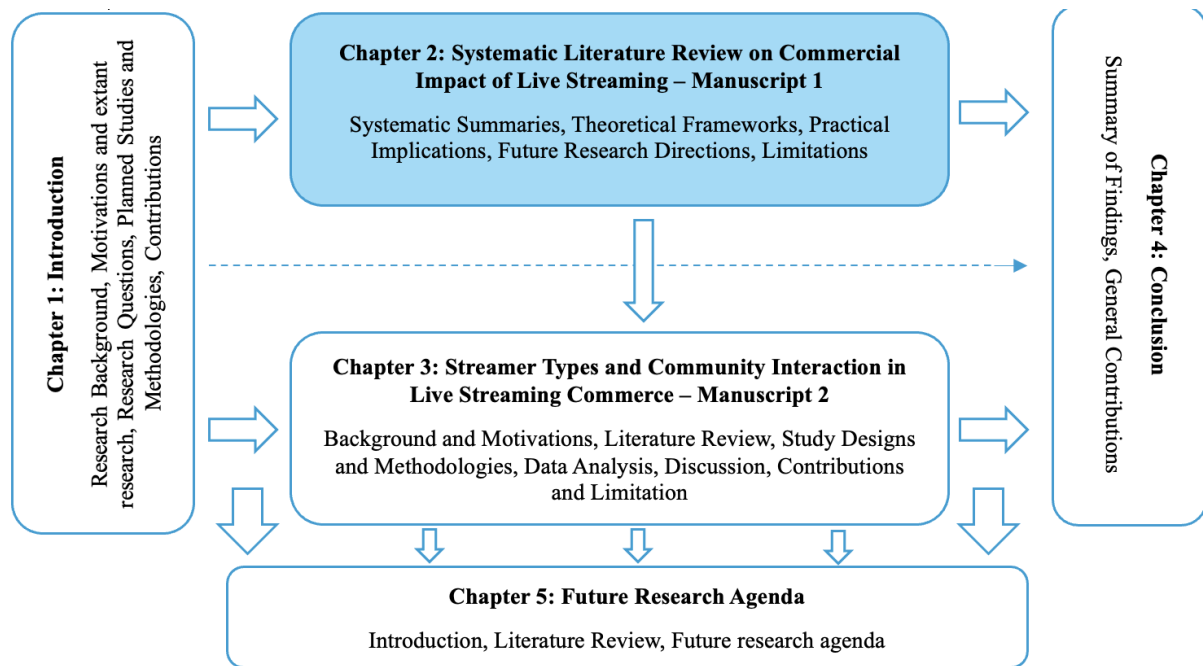 Chapter 1: Introduction
Research Background, Motivations and extant
research, Research Questions, Planned Studies and
Methodologies, Contributions
Chapter 2: Systematic Literature Review on Commercial
Impact of Live Streaming – Manuscript 1
Systematic Summaries, Theoretical Frameworks, Practical
Implications, Future Research Directions, Limitations
Chapter 3: Streamer Types and Community Interaction in
Live Streaming Commerce – Manuscript 2
Background and Motivations, Literature Review, Study Designs
and Methodologies, Data Analysis, Discussion, Contributions
and Limitation
Chapter 4: Conclusion
Summary of Findings, General Contributions
Chapter 5: Future Research Agenda
Introduction, Literature Review, Future research agenda